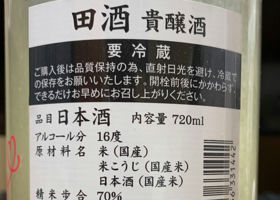 田酒 貴醸酒
要冷蔵
ご購入後は品質保持の為、直射日光を避け、冷蔵で
の保存をお願いいたします。開栓前後にかかわらず、
できるだけお早めにお召し上がりください。
品目 日本酒 内容量 720ml
アルコール分 16度
原材料名 米(国産)
米こうじ(国産米)
日本酒(国産米)
精米歩合 70%
6331442